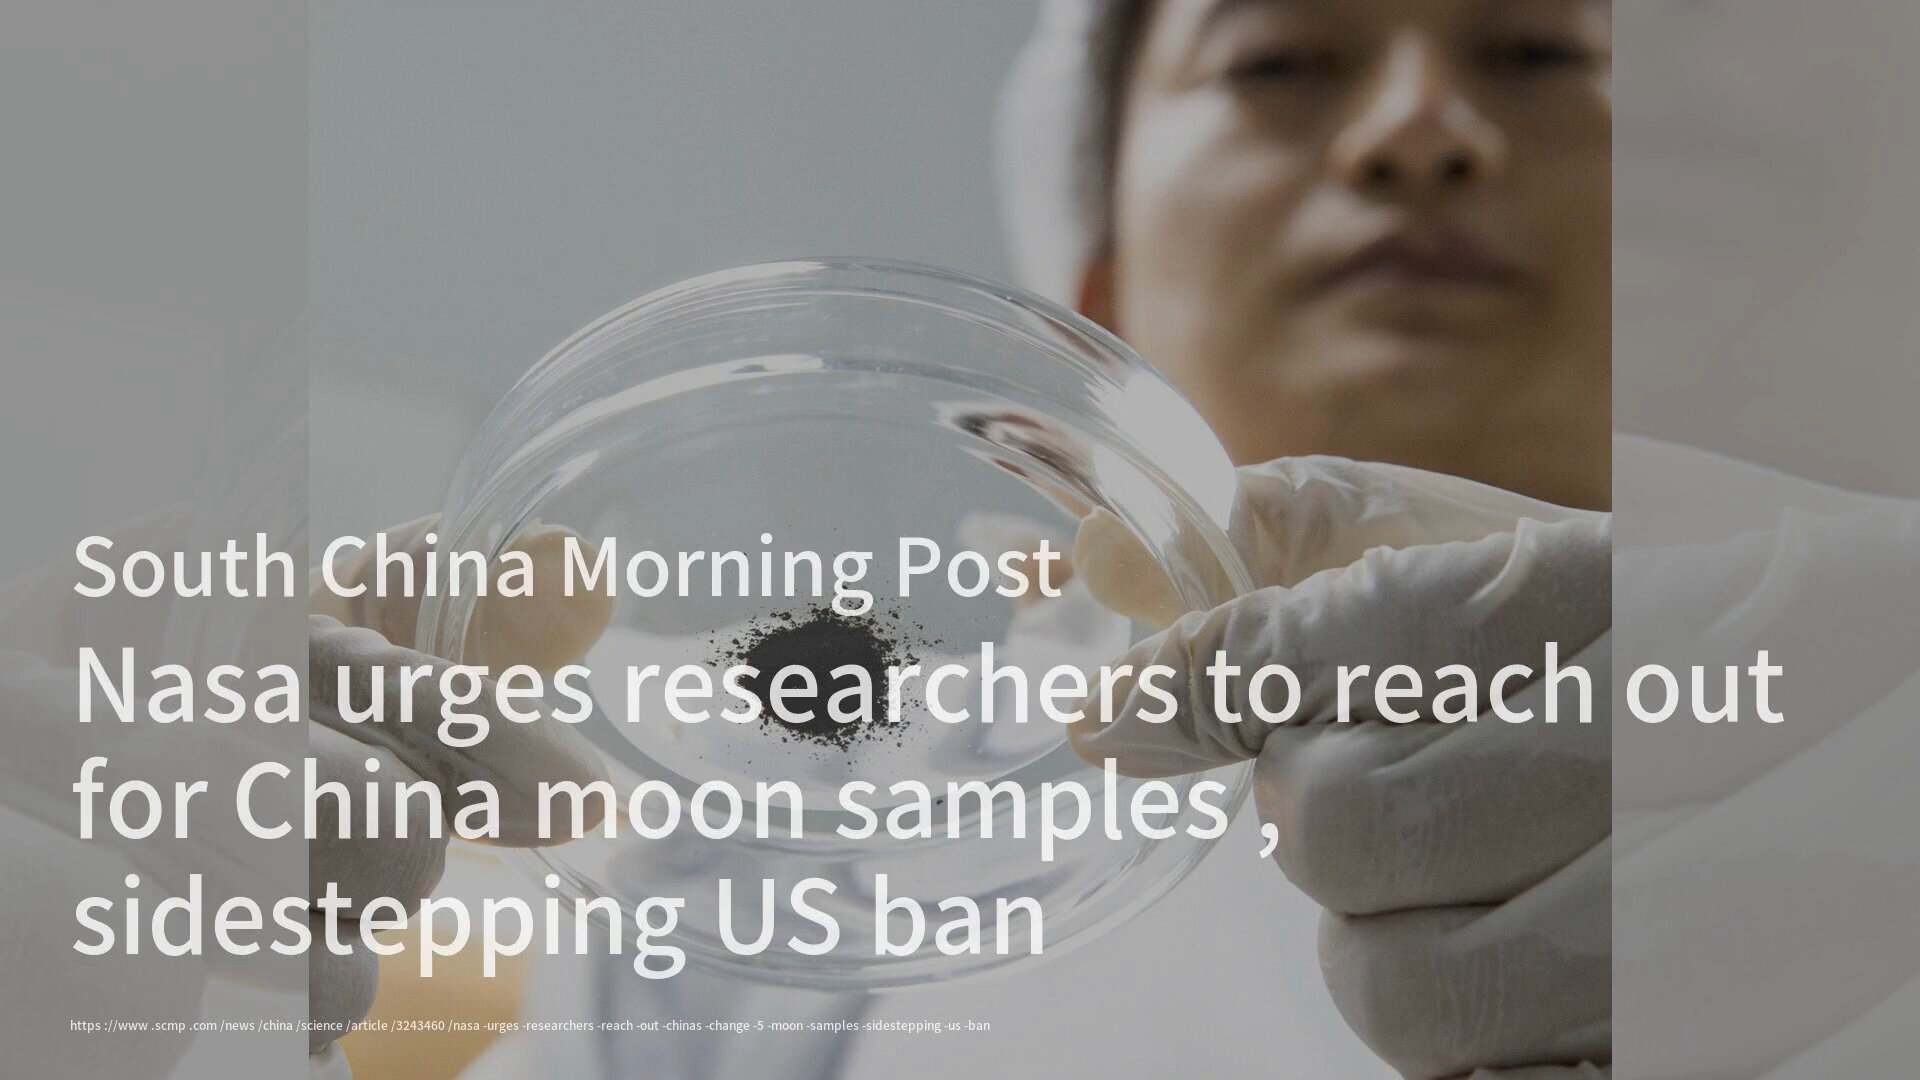 South China Morning Post
Nasa urges researchers to reach out
for China moon samples ,
sidestepping US ban
https ://www .scmp .com /news /china /science /article /3243460 /nasa -urges -researchers -reach -out -chinas -change -5 -moon -samples -sidestepping -us -ban